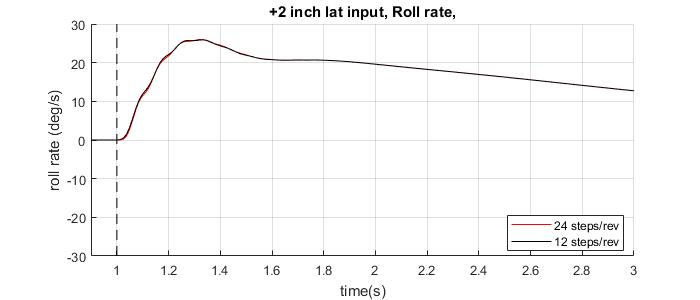 +2 inch lat input, Roll rate,
30
20
10
0
-10
-20
-30
roll rate (deg/s)
24 steps/rev
12 steps/rev
1 1.2 1.4 1.6 1.8 2 2.2 2.4 2.6 2.8 3
time(s)